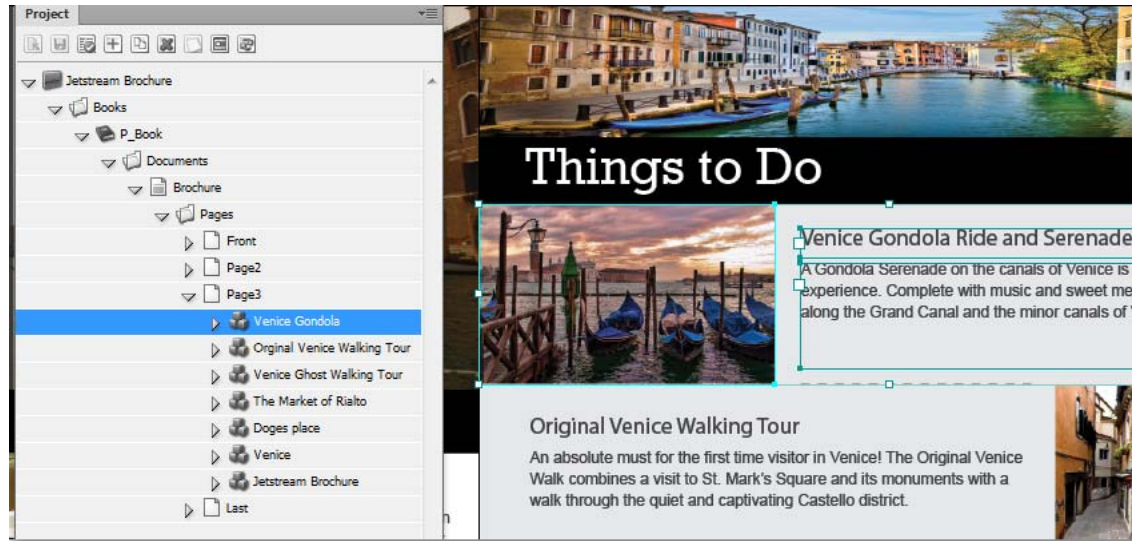 Project
Jetstream Brochure
Books
P_Book
Documents
Brochure
Pages
Front
Page2
Page3
Venice Gondola
Orginal Venice Walking Tour
Venice Ghost Walking Tour
The Market of Rialto
Doges place
Venice
Jetstream Brochure
Last
Things to Do
Venice Gondola Ride and Serenade
A Gondola Serenade on the canals of Venice is
experience. Complete with music and sweet me
along the Grand Canal and the minor canals of
Original Venice Walking Tour
An absolute must for the first time visitor in Venice! The Original Venice
Walk combines a visit to St. Mark's Square and its monuments with a
walk through the quiet and captivating Castello district.